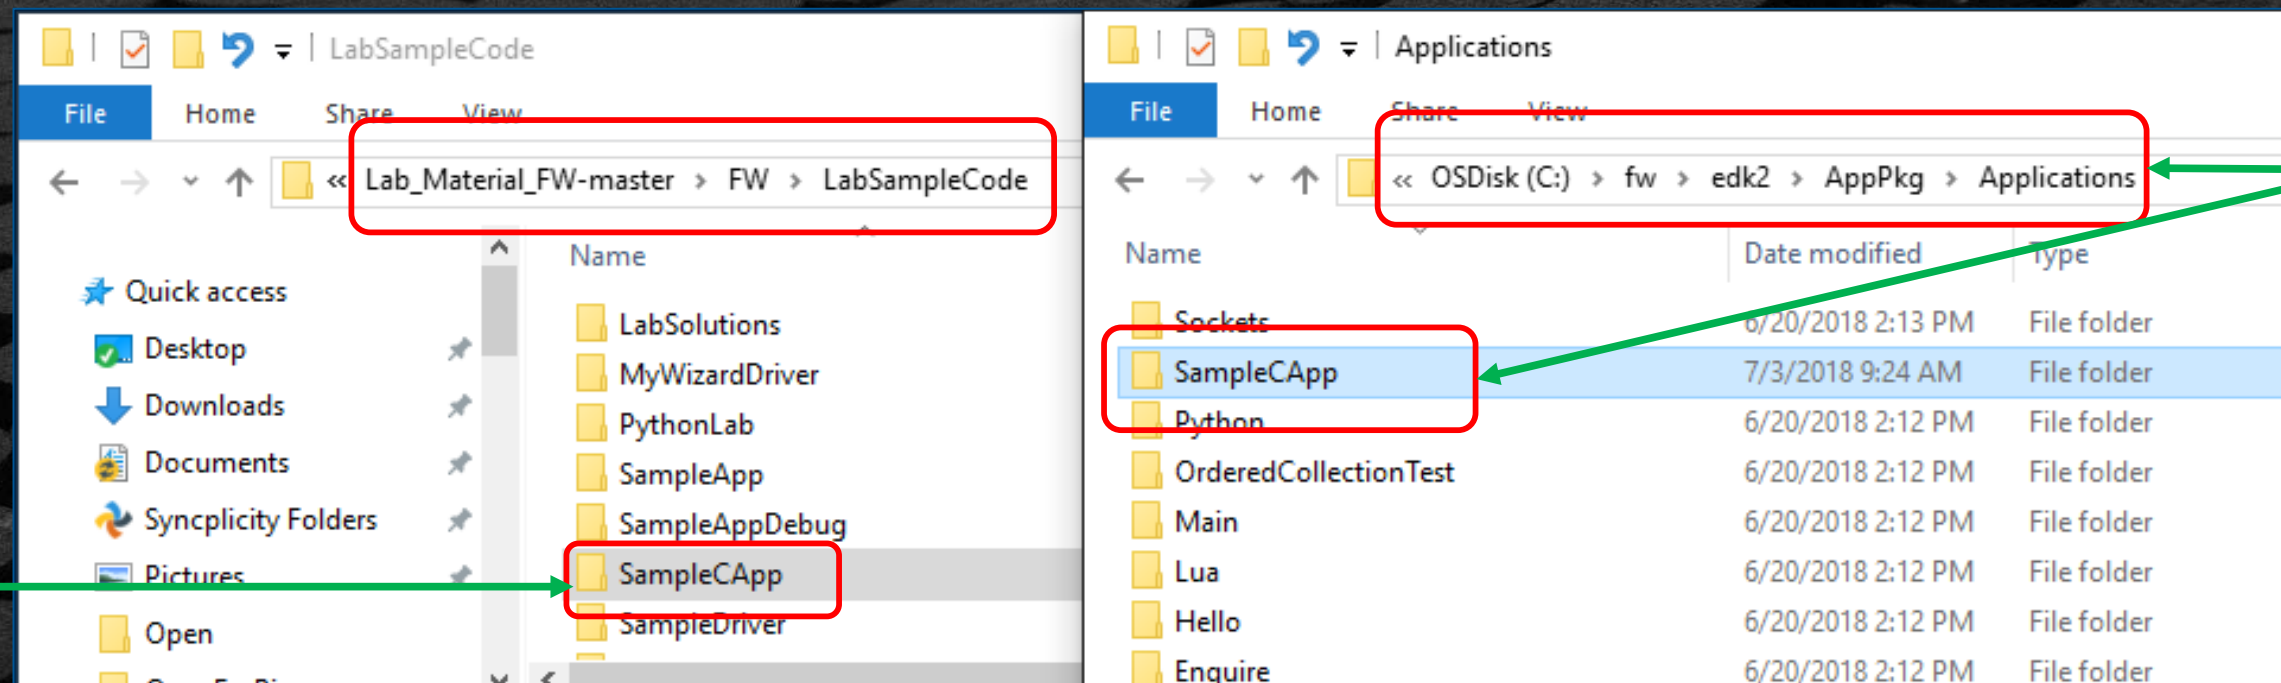 LabSampleCode
File Home Share View
« Lab_Material_FW-master > FW > LabSampleCode
Quick access
Desktop
Downloads
Documents
Syncplicity Folders
Pictures
Open
Name
LabSolutions
MyWizardDriver
PythonLab
SampleApp
SampleAppDebug
SampleCApp
SampleDriver
Applications
File Home Share View
« OSDisk (C:) > fw > edk2 > AppPkg > Applications
Name Date modified Type
Sockets 6/20/2018 2:13 PM File folder
SampleCApp 7/3/2018 9:24 AM File folder
Python 6/20/2018 2:12 PM File folder
OrderedCollectionTest 6/20/2018 2:12 PM File folder
Main 6/20/2018 2:12 PM File folder
Lua 6/20/2018 2:12 PM File folder
Hello 6/20/2018 2:12 PM File folder
Enquire 6/20/2018 2:12 PM File folder